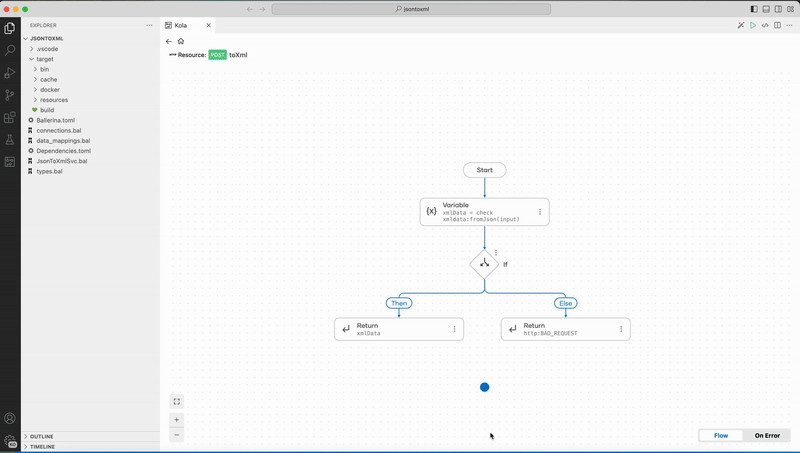 jsontoxml
EXPLORER
Kola
JSONTOXML
.vscode
target
bin
cache
docker
resources
build
Ballerina.toml
connections.bal
data_mappings.bal
Dependencies.toml
JsonToXmlSvc.bal
types.bal
OUTLINE
TIMELINE
Resource: POST toXml
Start
Variable
xmlData = check
xmldata:fromJson(input)
If
Then
Else
Return
xmlData
Return
http:BAD_REQUEST
Flow
On Error